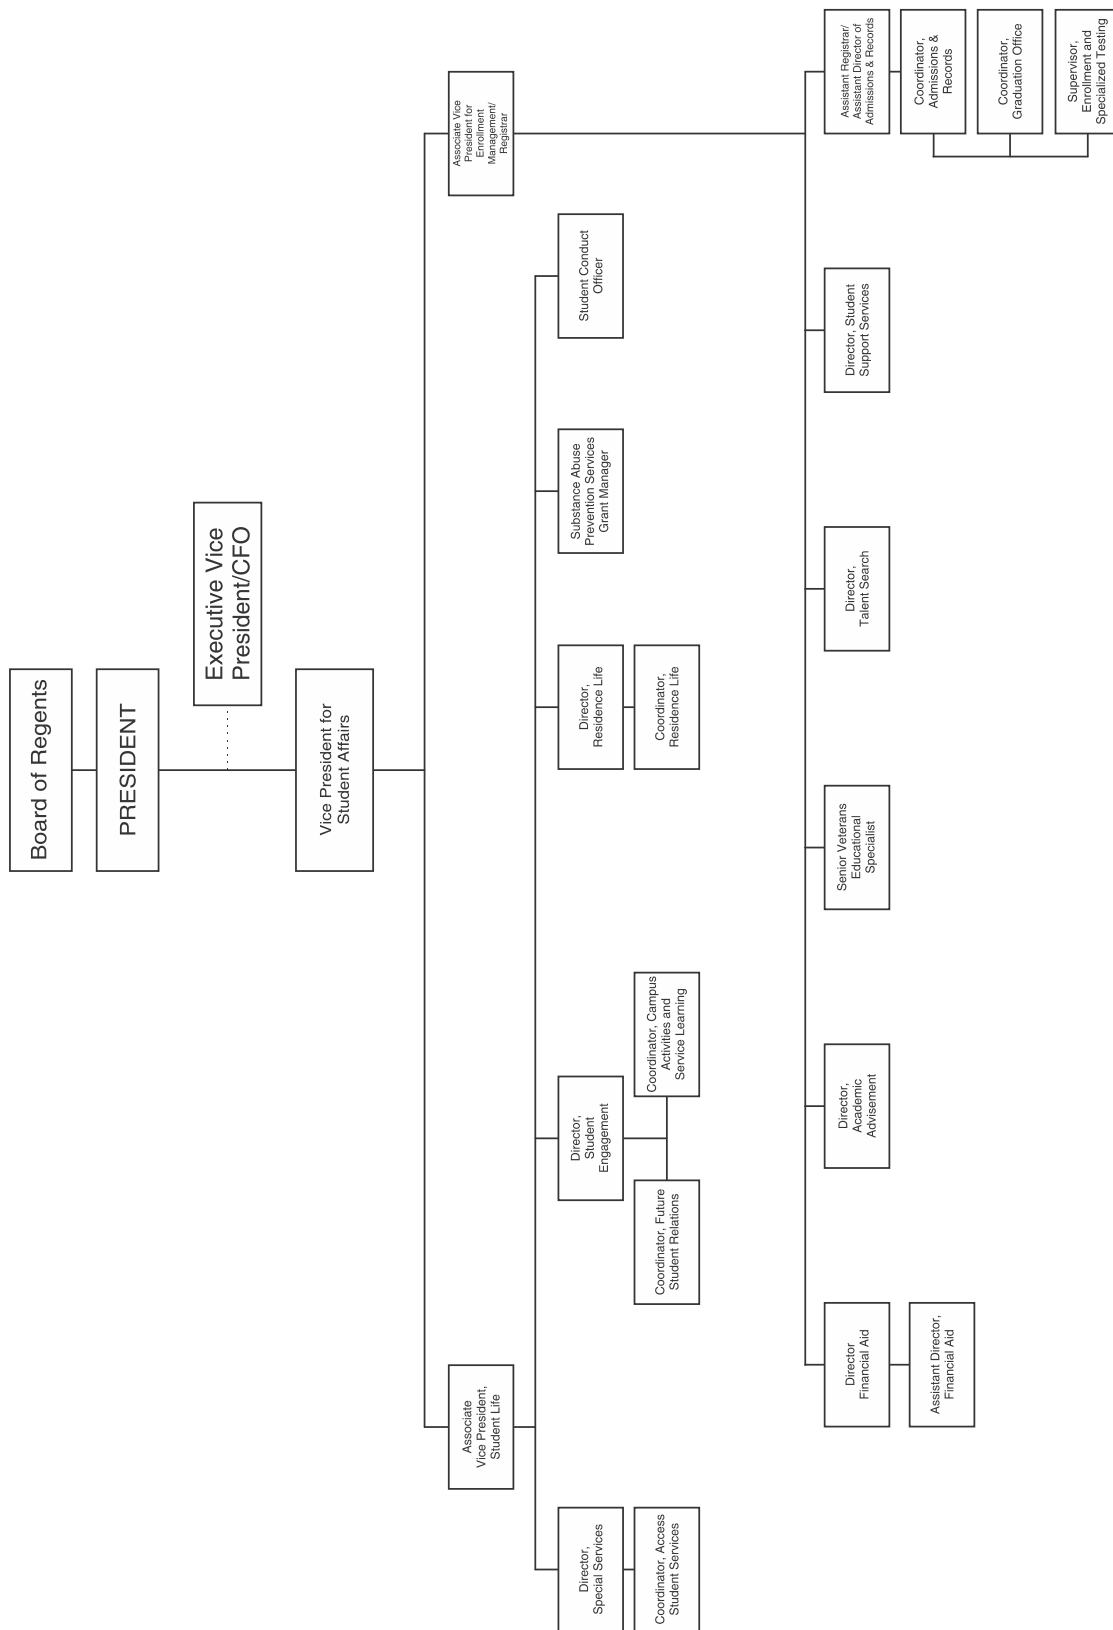 Board of Regents
PRESIDENT
Executive Vice
President/CFO
Vice President for
Student Affairs
Associate
Vice President,
Student Life
Associate Vice
President for
Enrollment
Management/
Registrar
Director,
Special Services
Coordinator, Access
Student Services
Director,
Student
Engagement
Coordinator, Future
Student Relations
Coordinator, Campus
Activities and
Service Learning
Director,
Residence Life
Coordinator,
Residence Life
Substance Abuse
Prevention Services
Grant Manager
Student Conduct
Officer
Director
Financial Aid
Assistant Director,
Financial Aid
Director,
Academic
Advisement
Senior Veterans
Educational
Specialist
Director,
Talent Search
Director, Student
Support Services
Assistant Registrar/
Assistant Director of
Admissions & Records
Coordinator,
Admissions &
Records
Coordinator,
Graduation Office
Supervisor,
Enrollment and
Specialized Testing